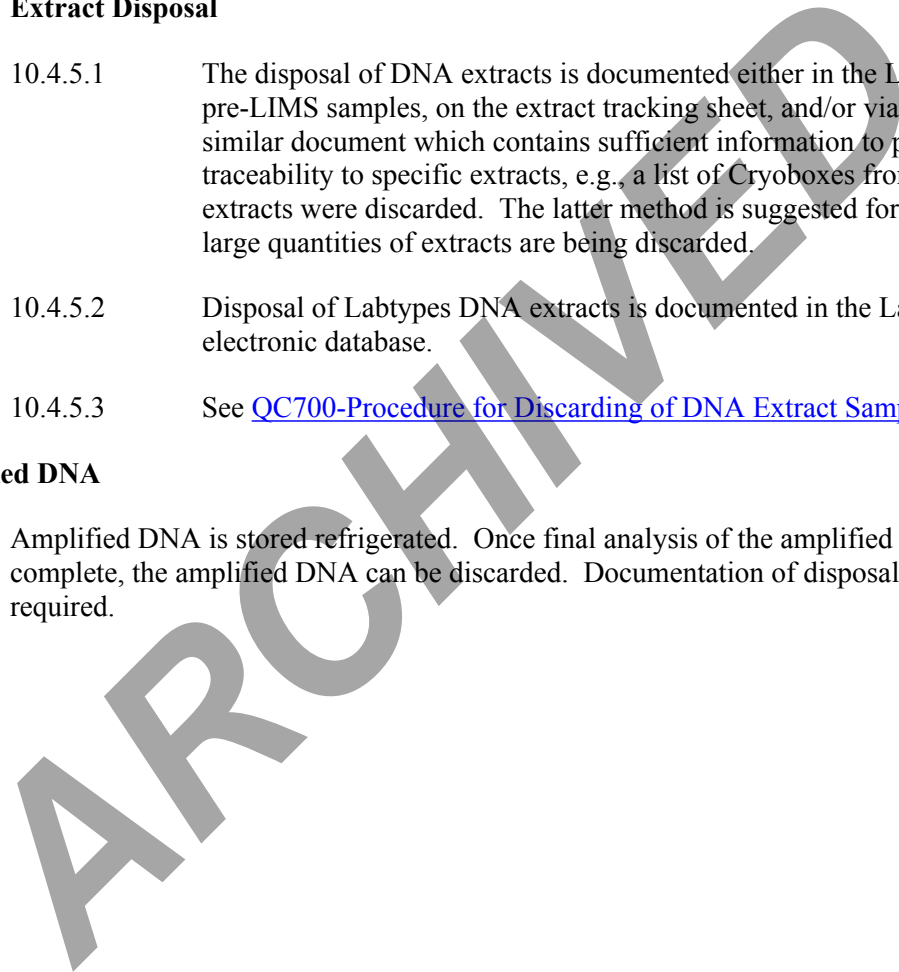 Extract Disposal
10.4.5.1 The disposal of DNA extracts is documented either in the L
pre-LIMS samples, on the extract tracking sheet, and/or via
similar document which contains sufficient information to p
traceability to specific extracts, e.g., a list of Cryoboxes fro
extracts were discarded. The latter method is suggested for
large quantities of extracts are being discarded.
10.4.5.2 Disposal of Labtypes DNA extracts is documented in the La
electronic database.
10.4.5.3 See QC700-Procedure for Discarding of DNA Extract Samp
ed DNA
Amplified DNA is stored refrigerated. Once final analysis of the amplified
complete, the amplified DNA can be discarded. Documentation of disposal
required.
ARCHIVED